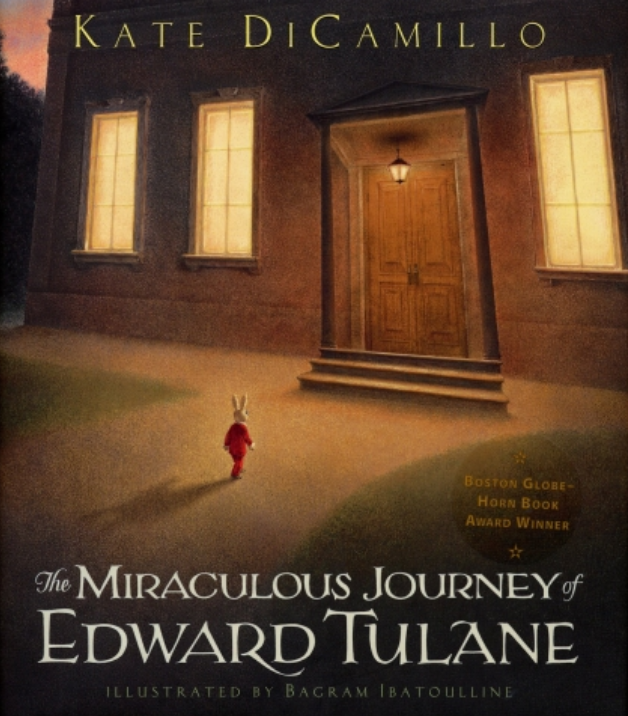 KATE DICAMILLO
BOSTON GLOBE–
HORN BOOK
AWARD WINNER
The MIRACULOUS JOURNEY of
EDWARD TULANE
ILLUSTRATED BY BAGRAM IBATOULLINE